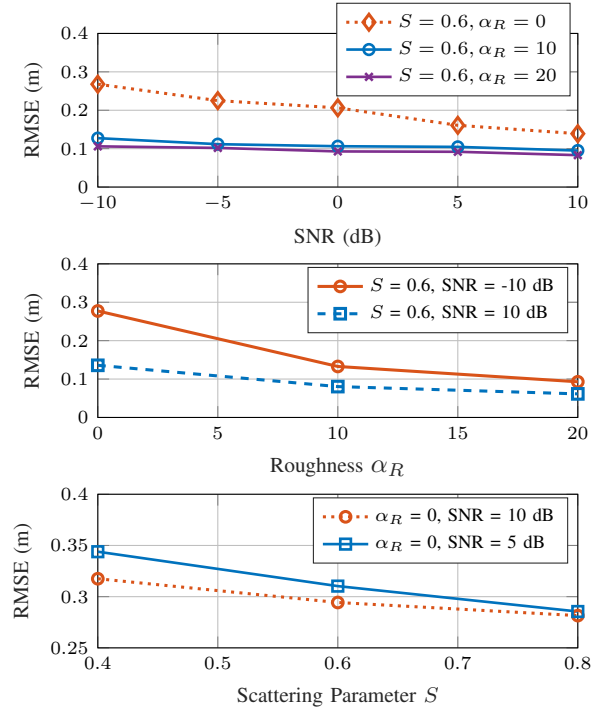 S = 0.6, α_R = 0
S = 0.6, α_R = 10
S = 0.6, α_R = 20
RMSE (m)
0.4
0.3
0.2
0.1
0
−10 −5 0 5 10
SNR (dB)
S = 0.6, SNR = -10 dB
S = 0.6, SNR = 10 dB
RMSE (m)
0.4
0.3
0.2
0.1
0
0 5 10 15 20
Roughness α_R
α_R = 0, SNR = 10 dB
α_R = 0, SNR = 5 dB
RMSE (m)
0.4
0.35
0.3
0.25
0.4 0.5 0.6 0.7 0.8
Scattering Parameter S